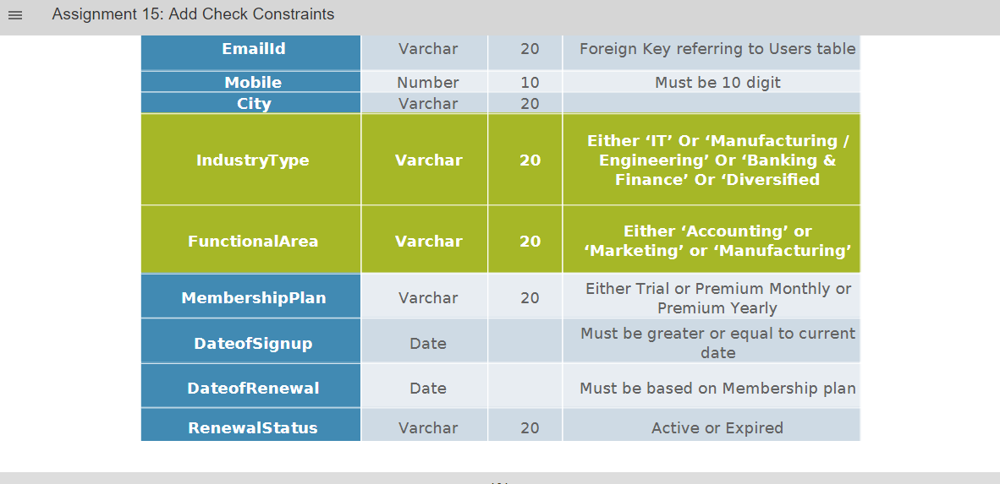 Assignment 15: Add Check Constraints
EmailId Varchar 20 Foreign Key referring to Users table
Mobile Number 10 Must be 10 digit
City Varchar 20
IndustryType Varchar 20 Either ‘IT’ Or ‘Manufacturing /
Engineering’ Or ‘Banking &
Finance’ Or ‘Diversified
FunctionalArea Varchar 20 Either ‘Accounting’ or
‘Marketing’ or ‘Manufacturing’
MembershipPlan Varchar 20 Either Trial or Premium Monthly or
Premium Yearly
DateofSignup Date Must be greater or equal to current
date
DateofRenewal Date Must be based on Membership plan
RenewalStatus Varchar 20 Active or Expired